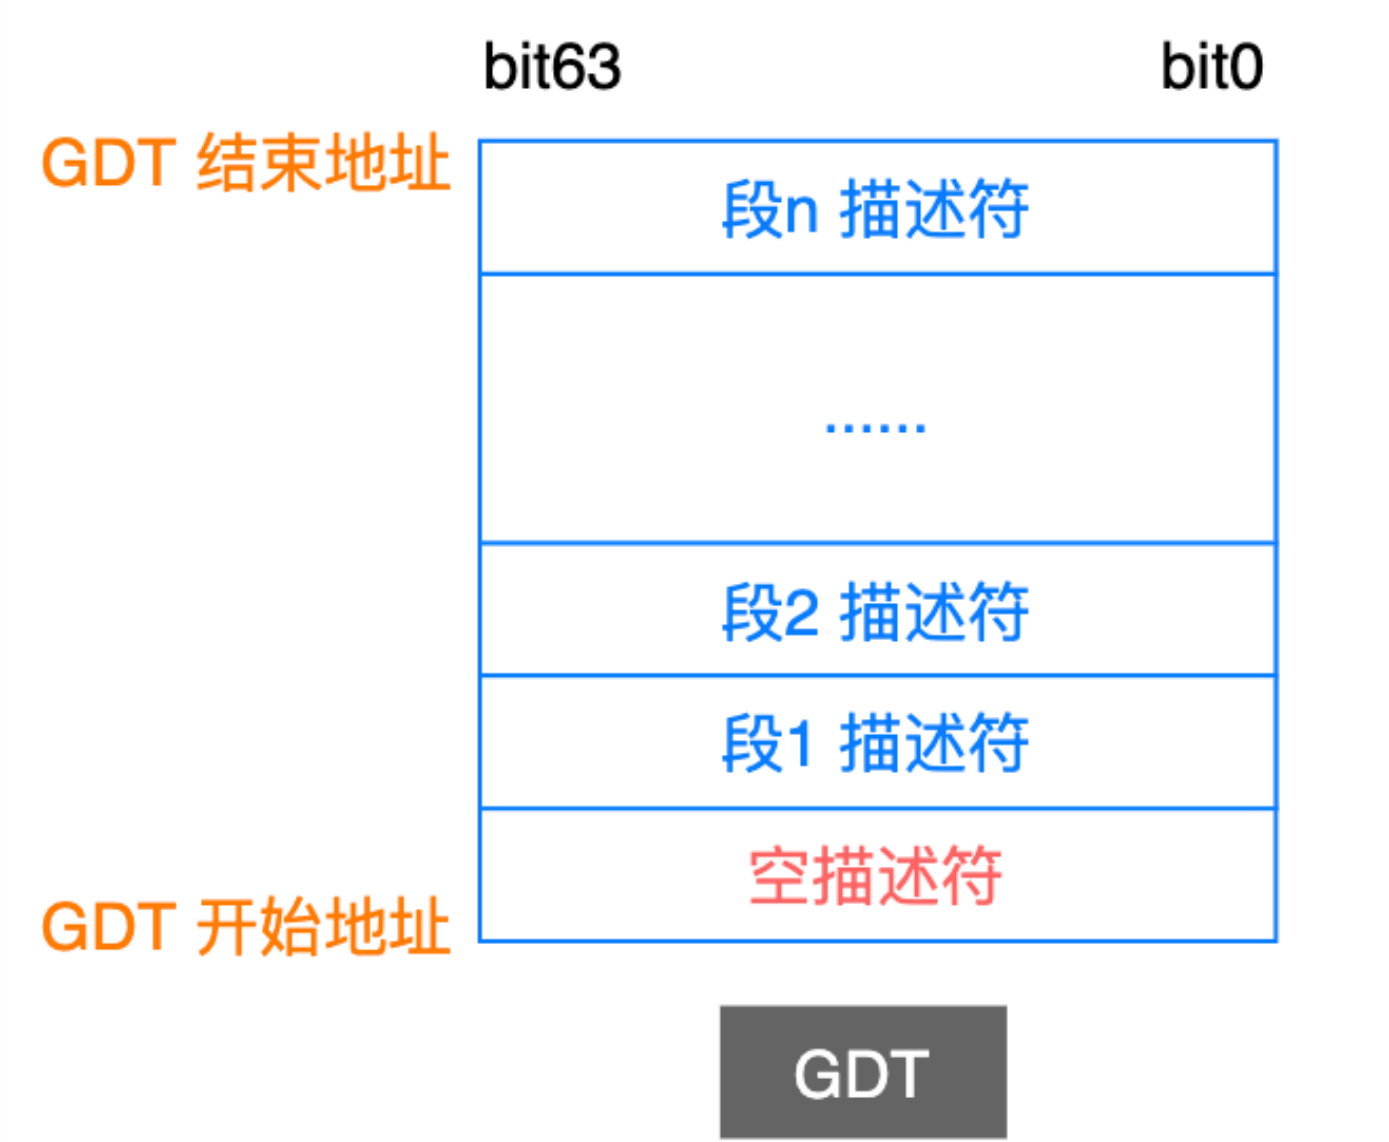 bit63 bit0
GDT 结束地址
段n 描述符
......
段2 描述符
段1 描述符
空描述符
GDT 开始地址
GDT